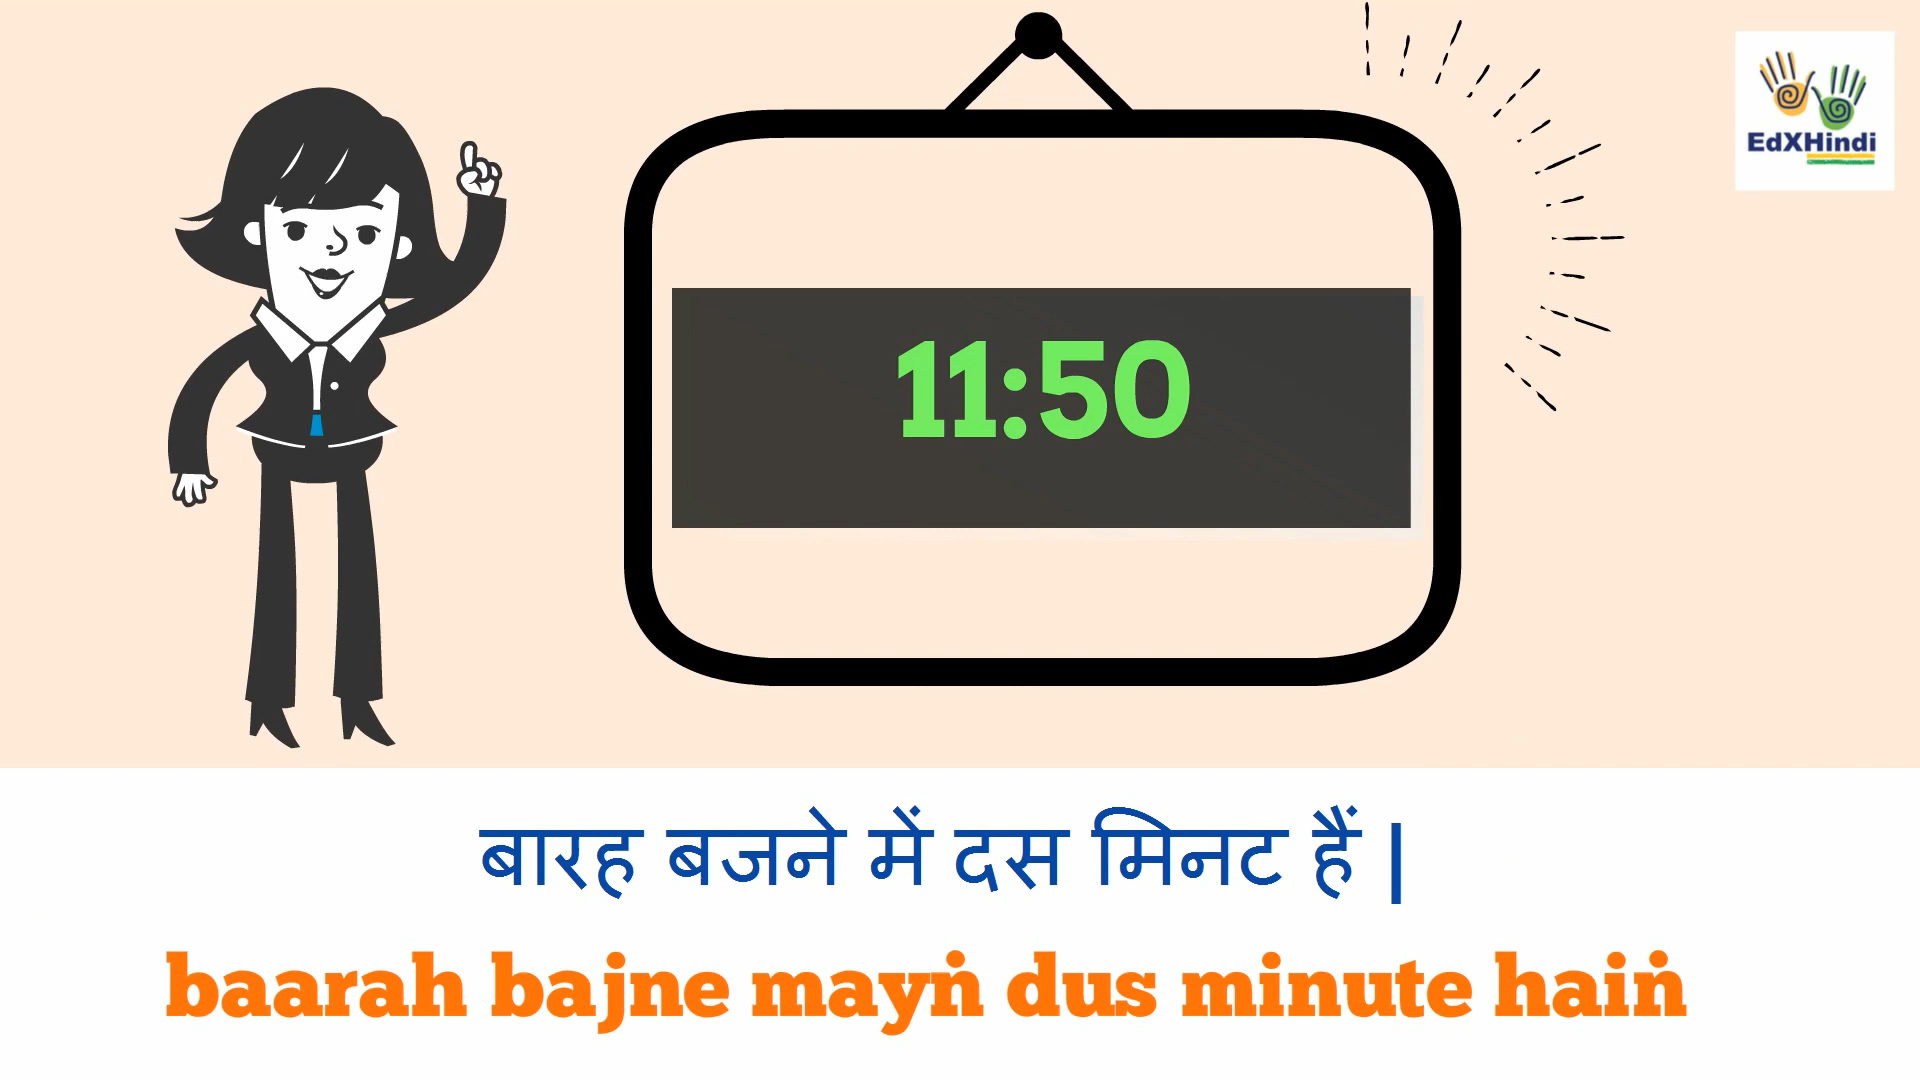 EdXHindi
11:50
बारह बजने में दस मिनट हैं |
baarah bajne mayṅ dus minute haiṅ